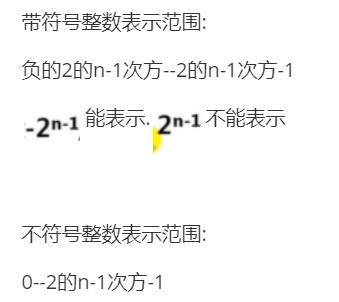 带符号整数表示范围:
负的2的n-1次方--2的n-1次方-1
-2ⁿ⁻¹ 能表示. 2ⁿ⁻¹ 不能表示
不符号整数表示范围:
0--2的n-1次方-1